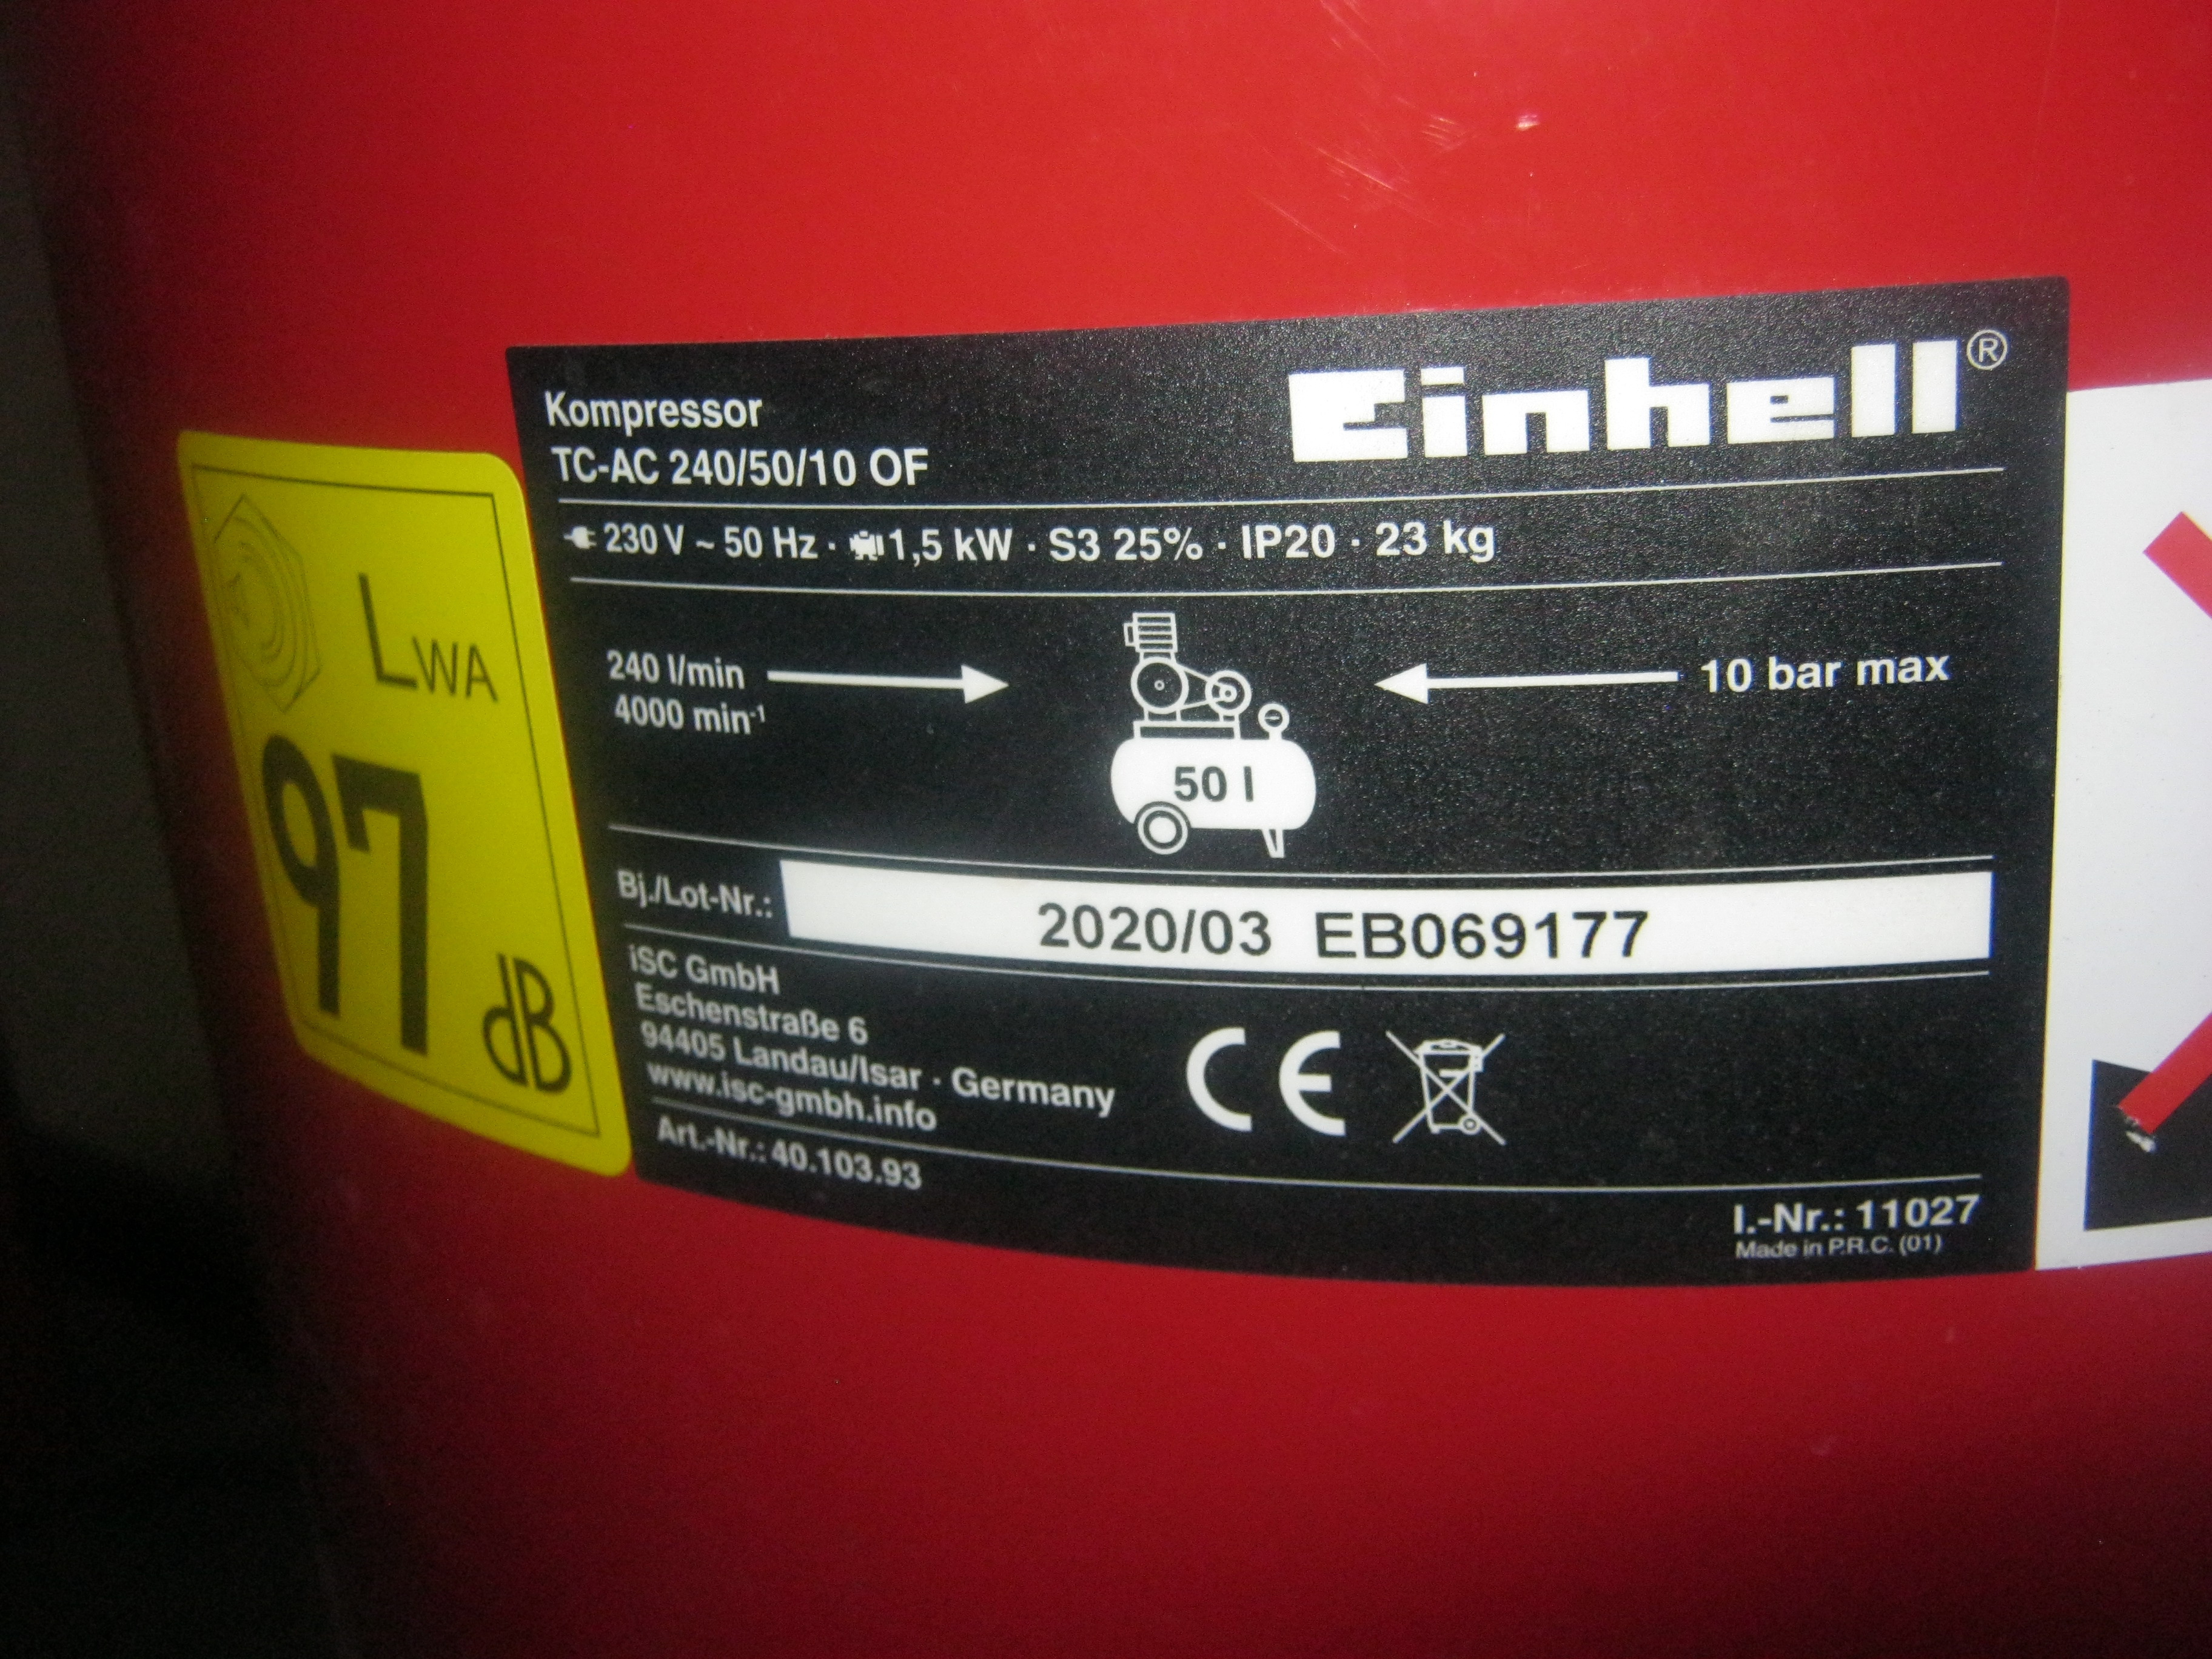 Kompressor
TC-AC 240/50/10 OF
Einhell®
230 V ~ 50 Hz · 1,5 kW · S3 25% · IP20 · 23 kg
240 l/min
4000 min-1
10 bar max
50 l
Bj./Lot-Nr.: 2020/03 EB069177
iSC GmbH
Eschenstraße 6
94405 Landau/Isar · Germany
www.isc-gmbh.info
CE
Art.-Nr.: 40.103.93
I.-Nr.: 11027
Made in P.R.C. (01)
LWA
97
dB